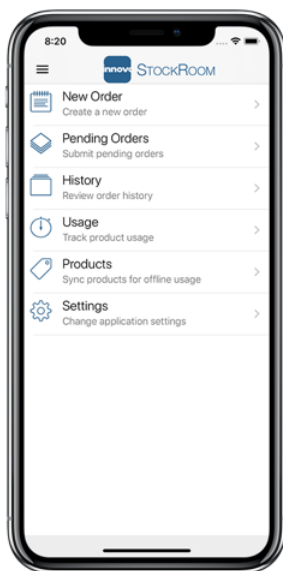 8:20
innovo STOCKROOM
New Order
Create a new order
Pending Orders
Submit pending orders
History
Review order history
Usage
Track product usage
Products
Sync products for offline usage
Settings
Change application settings